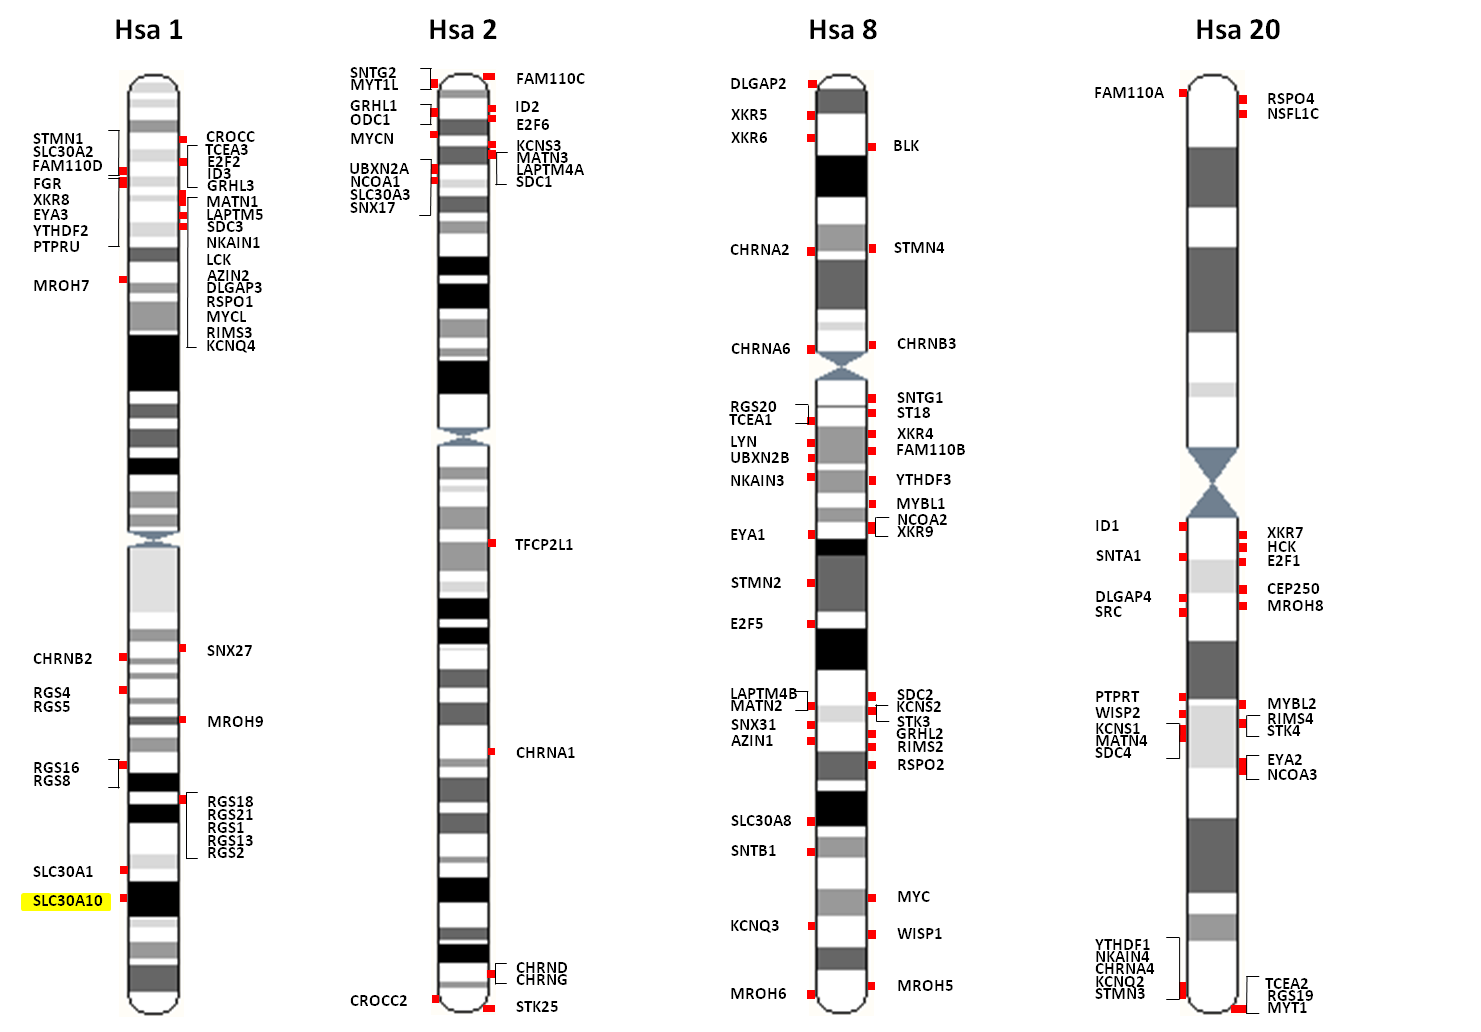 Hsa 1
STMN1
SLC30A2
FAM110D
FGR
XKR8
EYA3
YTHDF2
PTPRU
MROH7
CHRNB2
RGS4
RGS5
RGS16
RGS8
SLC30A1
SLC30A10
CROCC
TCEA3
E2F2
ID3
GRHL3
MATN1
LAPTM5
SDC3
NKAIN1
LCK
AZIN2
DLGAP3
RSPO1
MYCL
RIMS3
KCNQ4
SNX27
MROH9
RGS18
RGS21
RGS1
RGS13
RGS2
Hsa 2
SNTG2
MYT1L
GRHL1
ODC1
MYCN
UBXN2A
NCOA1
SLC30A3
SNX17
CROCC2
FAM110C
ID2
E2F6
KCNS3
MATN3
LAPTM4A
SDC1
TFCP2L1
CHRNA1
CHRND
CHRNG
STK25
Hsa 8
DLGAP2
XKR5
XKR6
CHRNA2
CHRNA6
RGS20
TCEA1
LYN
UBXN2B
NKAIN3
EYA1
STMN2
E2F5
LAPTM4B
MATN2
SNX31
AZIN1
SLC30A8
SNTB1
KCNQ3
MROH6
BLK
STMN4
CHRNB3
SNTG1
ST18
XKR4
FAM110B
YTHDF3
MYBL1
NCOA2
XKR9
SDC2
KCNS2
STK3
GRHL2
RIMS2
RSPO2
MYC
WISP1
MROH5
Hsa 20
FAM110A
ID1
SNTA1
DLGAP4
SRC
PTPRT
WISP2
KCNS1
MATN4
SDC4
YTHDF1
NKAIN4
CHRNA4
KCNQ2
STMN3
RSPO4
NSFL1C
XKR7
HCK
E2F1
CEP250
MROH8
MYBL2
RIMS4
STK4
EYA2
NCOA3
TCEA2
RGS19
MYT1